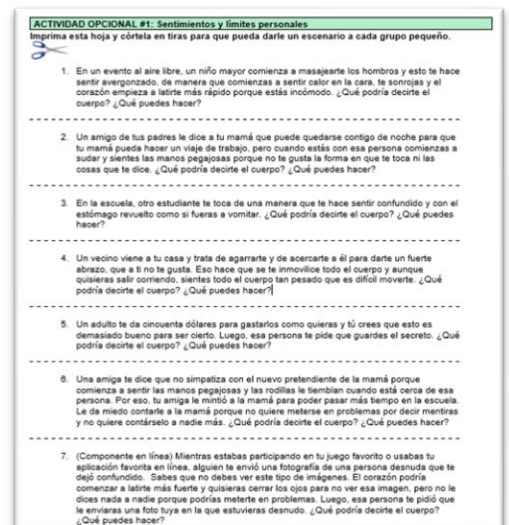 ACTIVIDAD OPCIONAL #1: Sentimientos y límites personales
Imprima esta hoja y córtela en tiras para que pueda darle un escenario a cada grupo pequeño.
1. En un evento al aire libre, un niño mayor comienza a masajearte los hombros y esto te hace
sentir avergonzado, de manera que comienzas a sentir calor en la cara, te sonrojas y el
corazón empieza a latirte más rápido porque estás incómodo. ¿Qué podría decirte el
cuerpo? ¿Qué puedes hacer?
2. Un amigo de tus padres le dice a tu mamá que puede quedarse contigo de noche para que
tu mamá pueda hacer un viaje de trabajo, pero cuando estás con esa persona comienzas a
sudar y sientes las manos pegajosas porque no te gusta la forma en que te toca ni las
cosas que te dice. ¿Qué podría decirte el cuerpo? ¿Qué puedes hacer?
3. En la escuela, otro estudiante te toca de una manera que te hace sentir confundido y con el
estómago revuelto como si fueras a vomitar. ¿Qué podría decirte el cuerpo? ¿Qué puedes
hacer?
4. Un vecino viene a tu casa y trata de agarrarte y de acercarte a él para darte un fuerte
abrazo, que a ti no te gusta. Eso hace que se te inmovilice todo el cuerpo y aunque
quisieras salir corriendo, sientes todo el cuerpo tan pesado que es difícil moverte. ¿Qué
podría decirte el cuerpo? ¿Qué puedes hacer?
5. Un adulto te da cincuenta dólares para gastarlos como quieras y tú crees que esto es
demasiado bueno para ser cierto. Luego, esa persona te pide que guardes el secreto. ¿Qué
podría decirte el cuerpo? ¿Qué puedes hacer?
6. Una amiga te dice que no simpatiza con el nuevo pretendiente de la mamá porque
comienza a sentir las manos pegajosas y las rodillas le tiemblan cuando está cerca de esa
persona. Por eso, tu amiga le mintió a la mamá para poder pasar más tiempo en la escuela.
Le da miedo contarle a la mamá porque no quiere meterse en problemas por decir mentiras
y no quiere contárselo a nadie más. ¿Qué podría decirte el cuerpo? ¿Qué puedes hacer?
7. (Componente en línea) Mientras estabas participando en tu juego favorito o usabas tu
aplicación favorita en línea, alguien te envió una fotografía de una persona desnuda que te
dejó confundido. Sabes que no debes ver este tipo de imágenes. El corazón podría
comenzar a latirte más fuerte y quisieras cerrar los ojos para no ver esa imagen, pero no le
dices nada a nadie porque podrías meterte en problemas. Luego, esa persona te pidió que
le enviaras una foto tuya en la que estuvieras desnudo. ¿Qué podría decirte el cuerpo?
¿Qué puedes hacer?